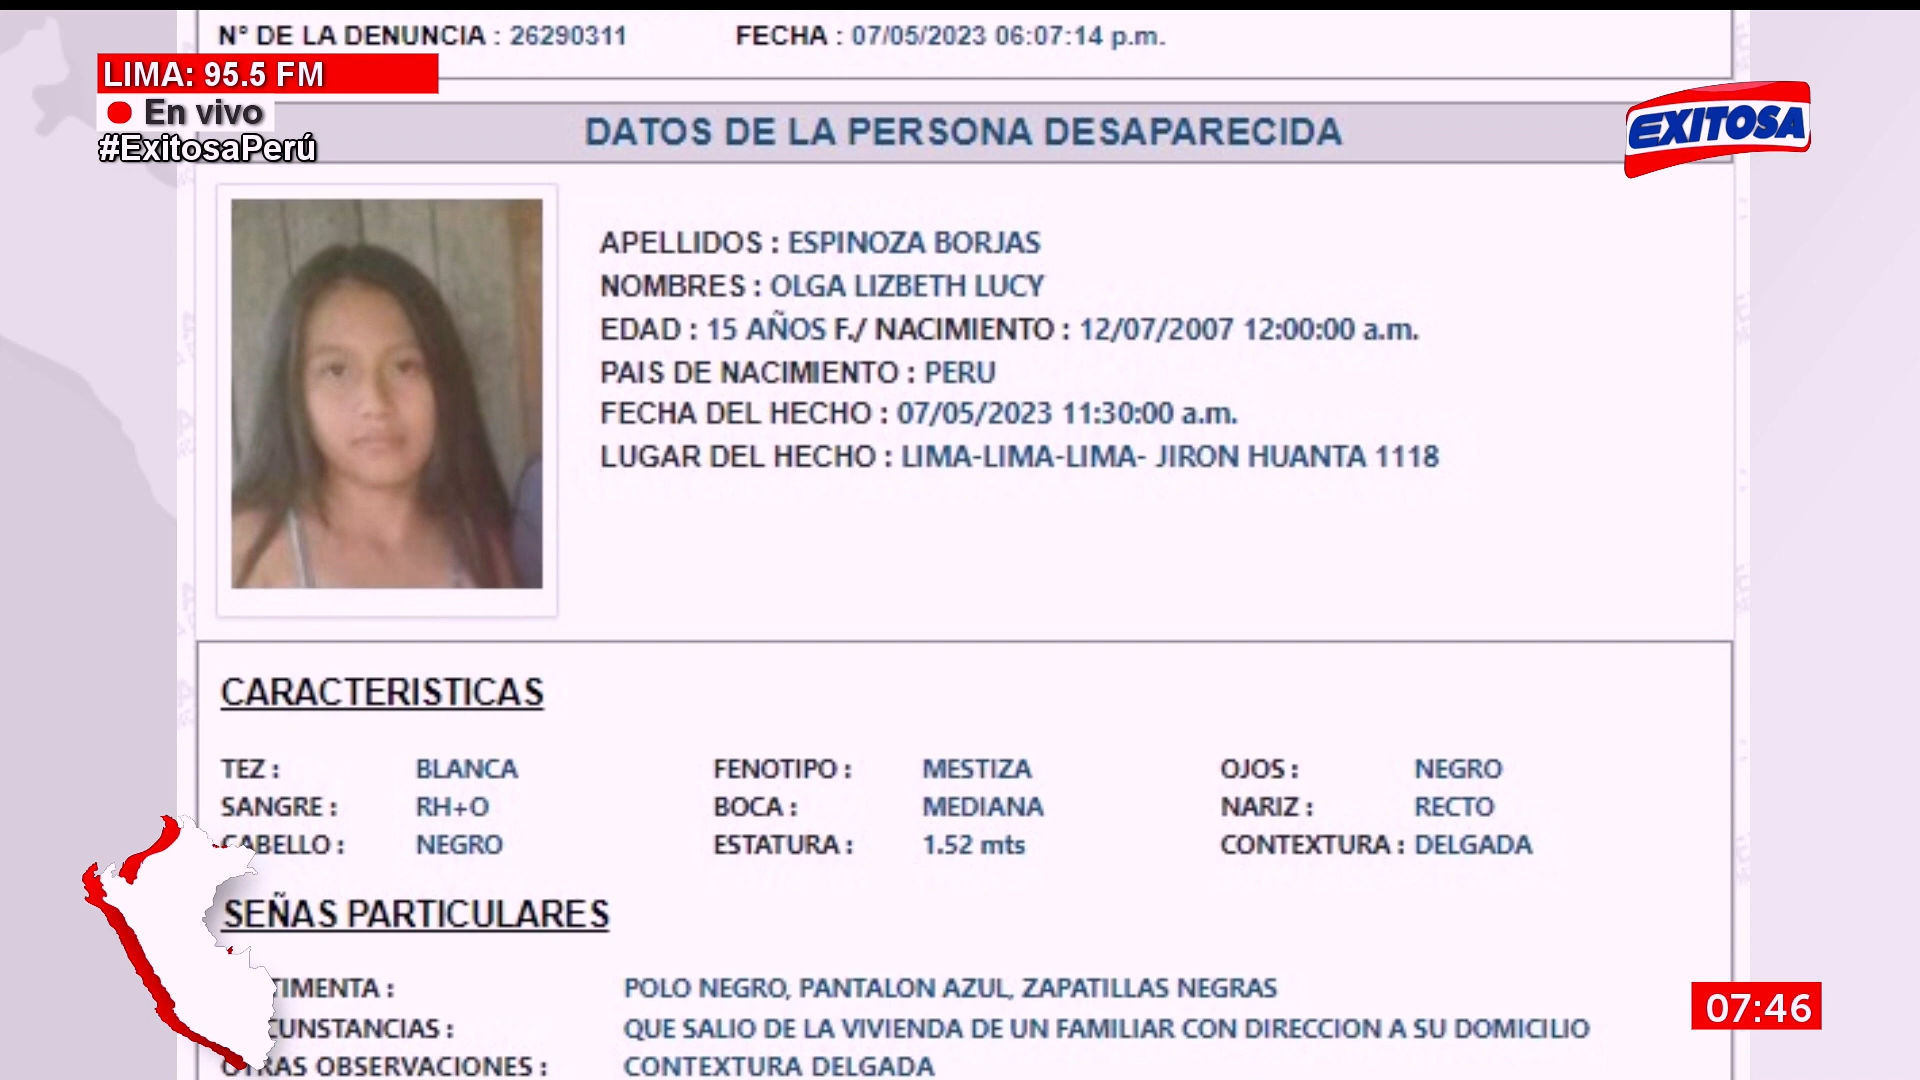 N° DE LA DENUNCIA : 26290311 FECHA : 07/05/2023 06:07:14 p.m.
LIMA: 95.5 FM
En vivo
#ExitosaPerú
EXITOSA
DATOS DE LA PERSONA DESAPARECIDA
APELLIDOS : ESPINOZA BORJAS
NOMBRES : OLGA LIZBETH LUCY
EDAD : 15 AÑOS F./ NACIMIENTO : 12/07/2007 12:00:00 a.m.
PAIS DE NACIMIENTO : PERU
FECHA DEL HECHO : 07/05/2023 11:30:00 a.m.
LUGAR DEL HECHO : LIMA-LIMA-LIMA- JIRON HUANTA 1118
CARACTERISTICAS
TEZ : BLANCA FENOTIPO : MESTIZA OJOS : NEGRO
SANGRE : RH+O BOCA : MEDIANA NARIZ : RECTO
CABELLO : NEGRO ESTATURA : 1.52 mts CONTEXTURA : DELGADA
SEÑAS PARTICULARES
TIMENTA : POLO NEGRO, PANTALON AZUL, ZAPATILLAS NEGRAS
CUNSTANCIAS : QUE SALIO DE LA VIVIENDA DE UN FAMILIAR CON DIRECCION A SU DOMICILIO
OTRAS OBSERVACIONES : CONTEXTURA DELGADA
07:46